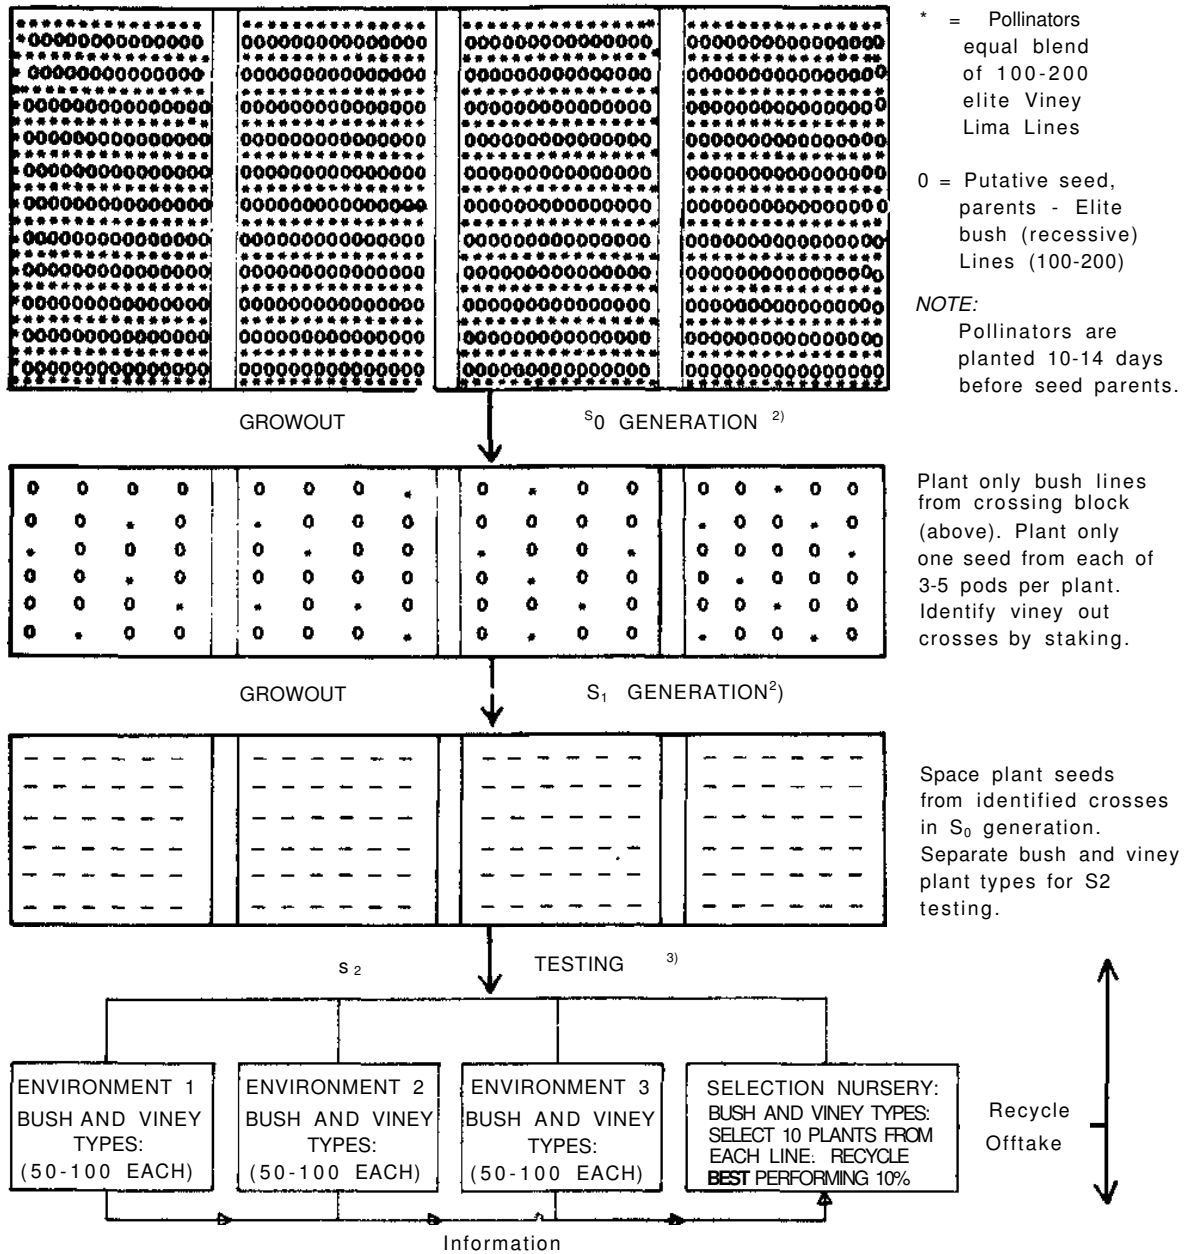 * = Pollinators
equal blend
of 100-200
elite Viney
Lima Lines
0 = Putative seed,
parents - Elite
bush (recessive)
Lines (100-200)
NOTE:
Pollinators are
planted 10-14 days
before seed parents.
GROWOUT S0 GENERATION 2)
Plant only bush lines
from crossing block
(above). Plant only
one seed from each of
3-5 pods per plant.
Identify viney out
crosses by staking.
GROWOUT S1 GENERATION2)
Space plant seeds
from identified crosses
in S0 generation.
Separate bush and viney
plant types for S2
testing.
s 2 TESTING 3)
ENVIRONMENT 1
BUSH AND VINEY
TYPES:
(50-100 EACH)
ENVIRONMENT 2
BUSH AND VINEY
TYPES:
(50-100 EACH)
ENVIRONMENT 3
BUSH AND VINEY
TYPES:
(50-100 EACH)
SELECTION NURSERY:
BUSH AND VINEY TYPES:
SELECT 10 PLANTS FROM
EACH LINE: RECYCLE
BEST PERFORMING 10%
Recycle
Offtake
Information